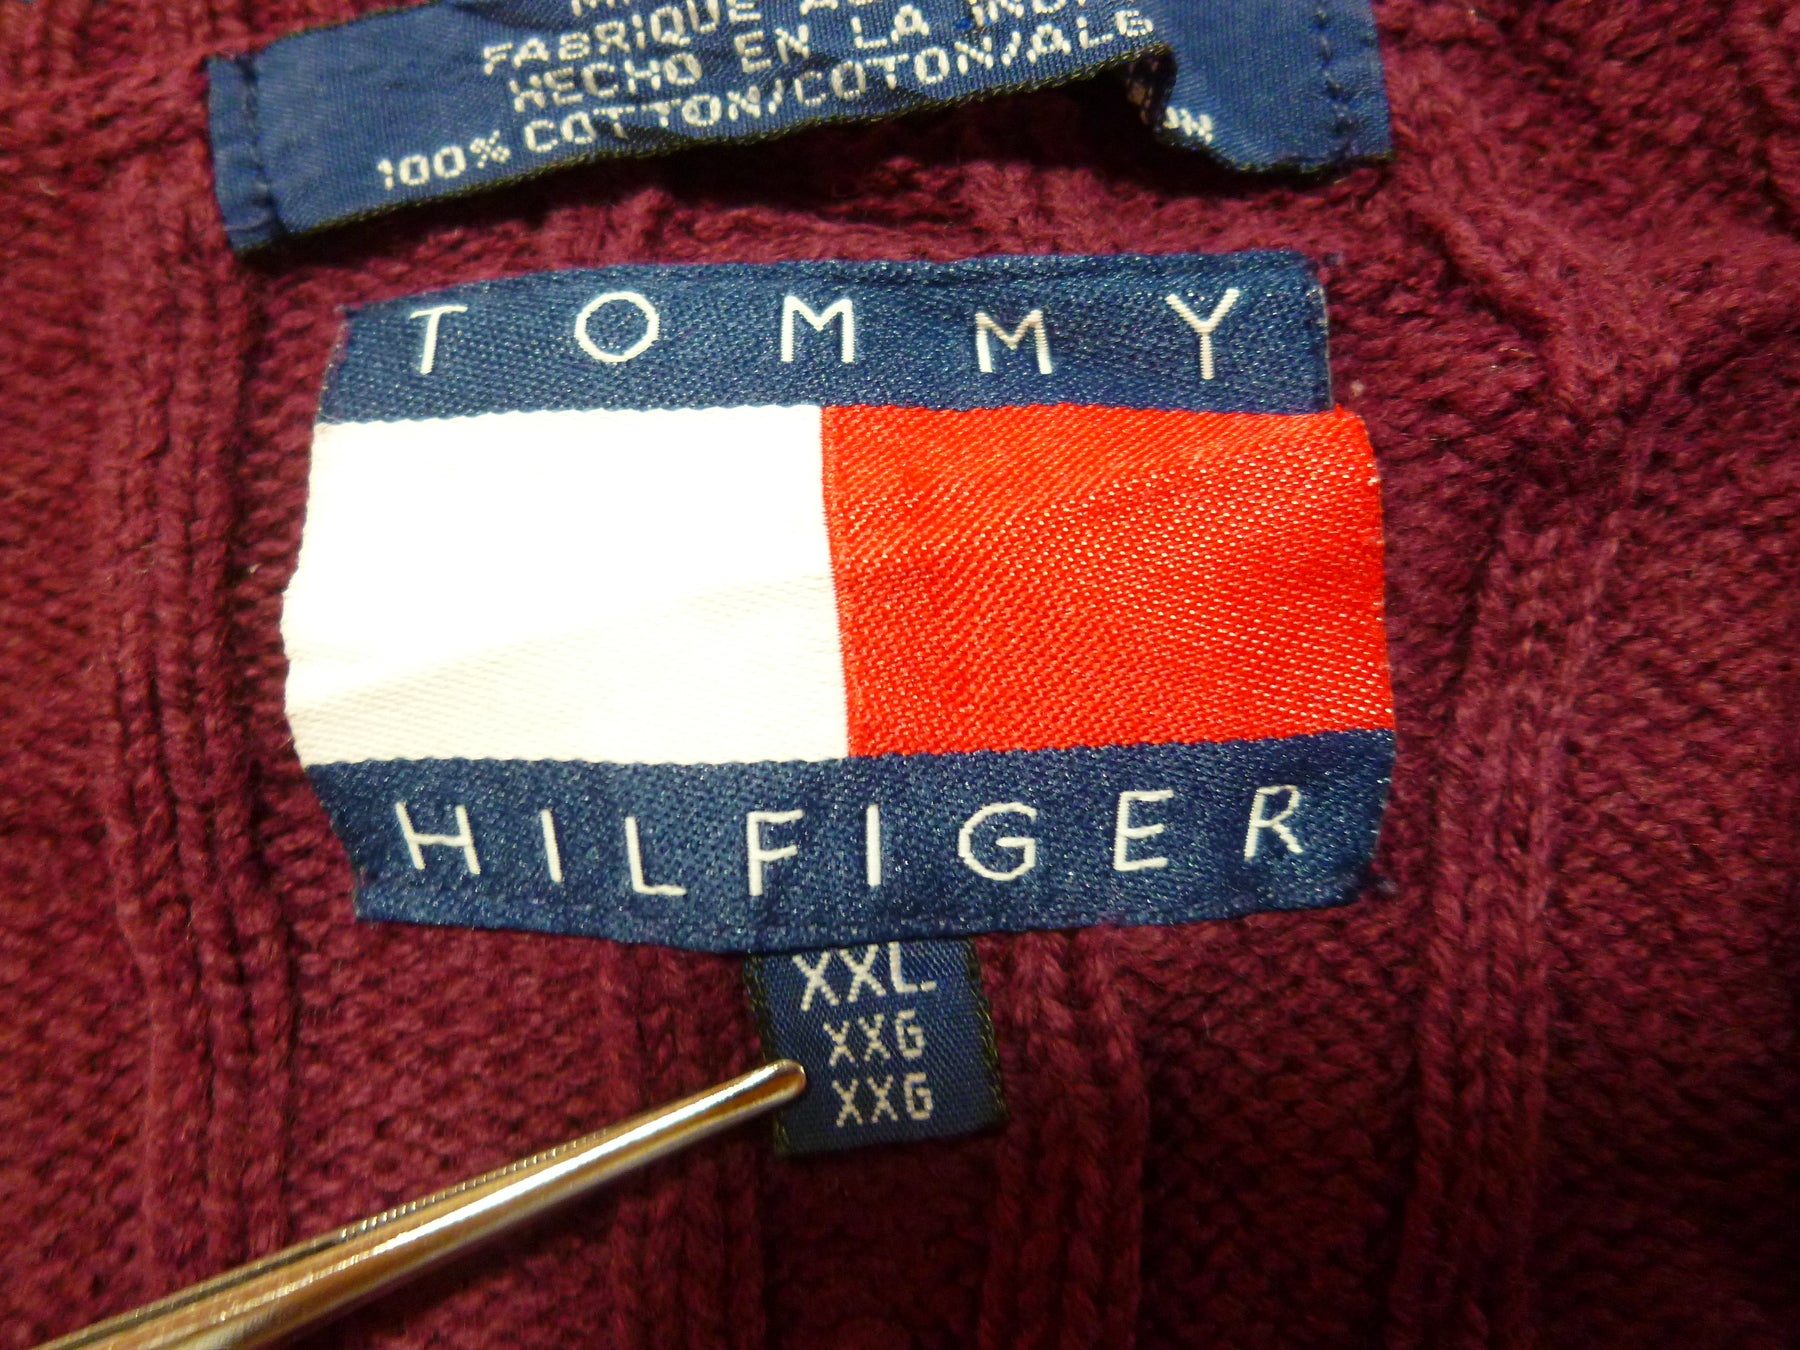 FABRIQUE
HECHO EN LA
100% COTTON/COTON/ALG
TOMMY
HILFIGER
XXL
XXG
XXG